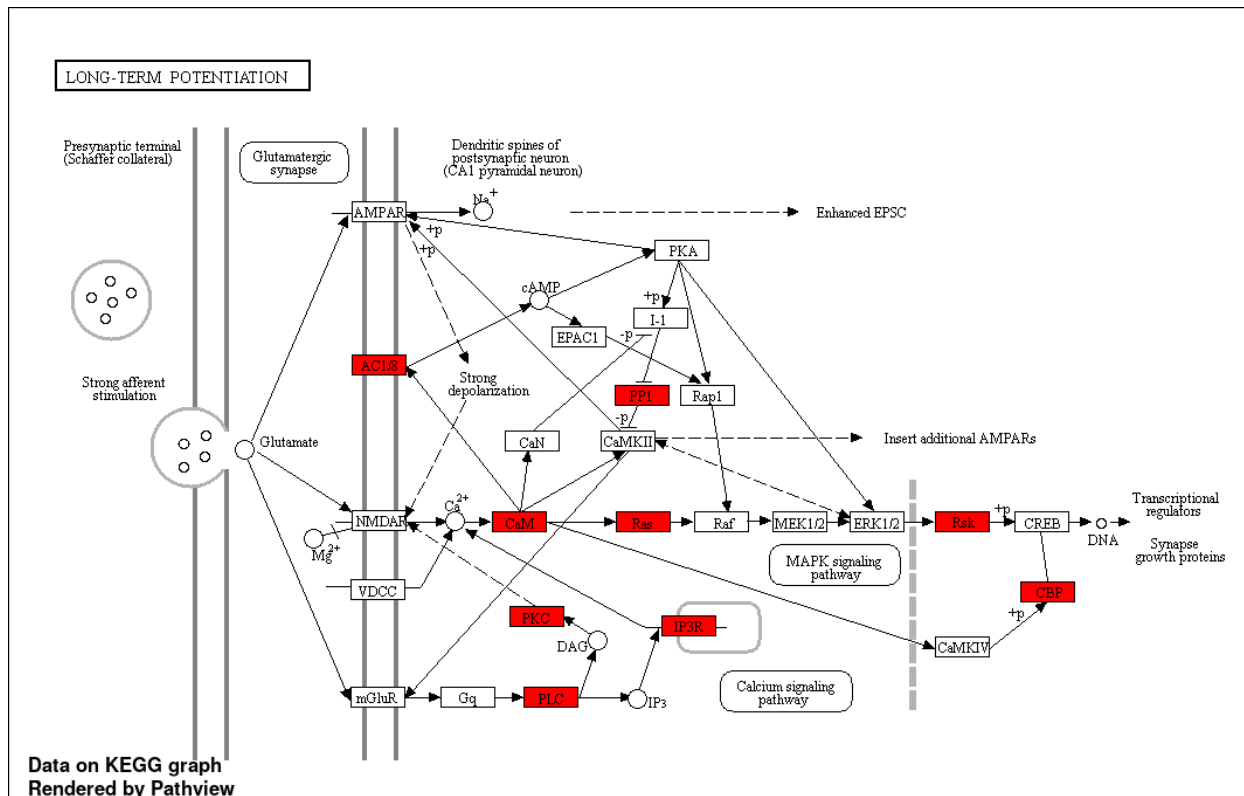 LONG-TERM POTENTIATION
Presynaptic terminal
(Schaffer collateral)
Glutamatergic
synapse
Dendritic spines of
postsynaptic neuron
(CA1 pyramidal neuron)
AMPAR
Na+
Enhanced EPSC
+p
+p
PKA
cAMP
+p
I-1
-p
EPAC1
AC1/8
Strong
depolarization
PP1
Rap1
Strong afferent
stimulation
-p
Glutamate
CaN
CaMKII
Insert additional AMPARs
Ca2+
NMDAR
CaM
Ras
Raf
MEK1/2
ERK1/2
Rsk
+p
CREB
DNA
Transcriptional
regulators
Synapse
growth proteins
Mg2+
MAPK signaling
pathway
VDCC
CBP
PKC
IP3R
+p
DAG
CaMKIV
mGluR
Gq
PLC
IP3
Calcium signaling
pathway
Data on KEGG graph
Rendered by Pathview